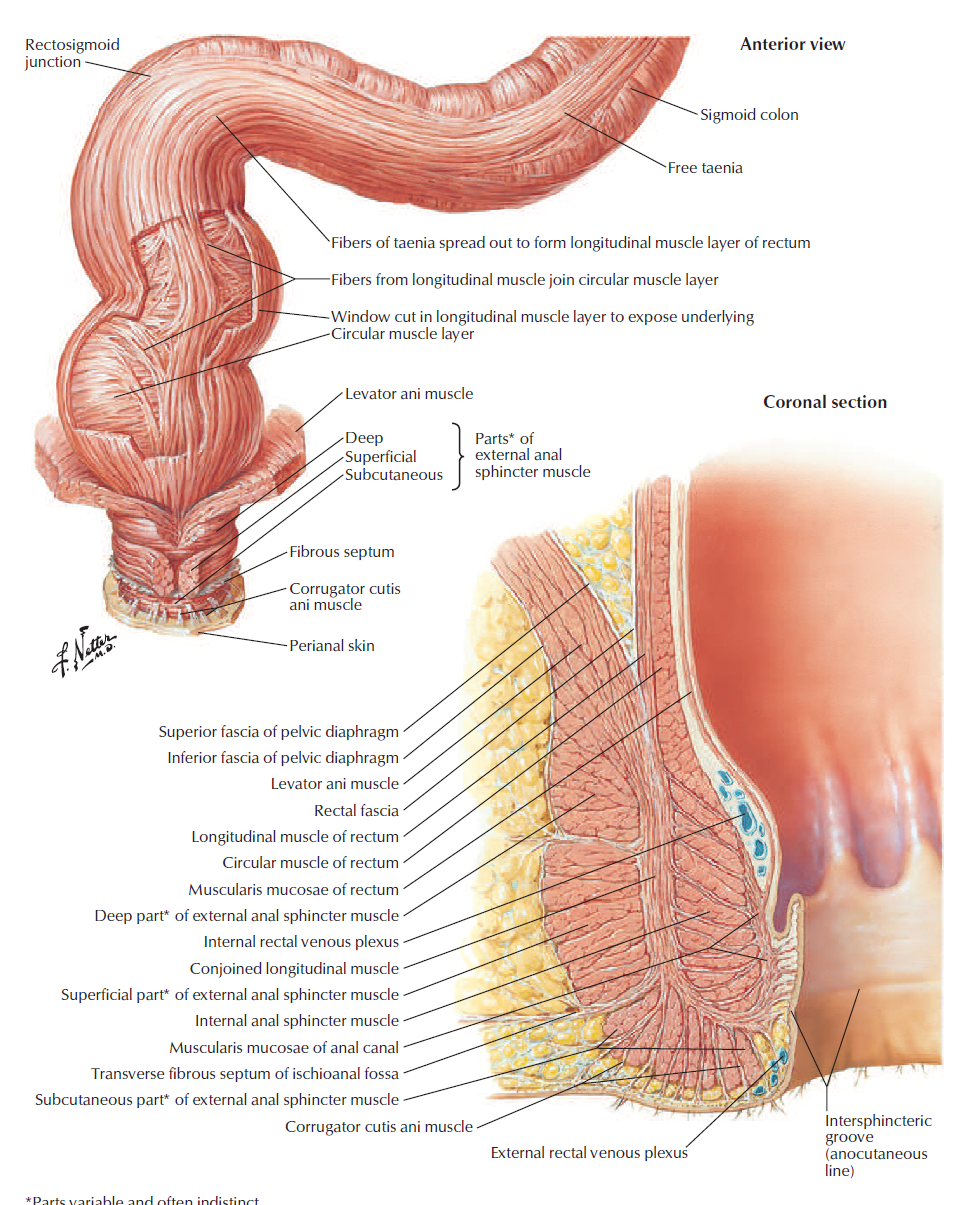 Rectosigmoid
junction
Anterior view
Sigmoid colon
Free taenia
Fibers of taenia spread out to form longitudinal muscle layer of rectum
Fibers from longitudinal muscle join circular muscle layer
Window cut in longitudinal muscle layer to expose underlying
Circular muscle layer
Levator ani muscle
Deep
Superficial
Subcutaneous
Parts* of
external anal
sphincter muscle
Fibrous septum
Corrugator cutis
ani muscle
Perianal skin
F. Netter
M.D.
Coronal section
Superior fascia of pelvic diaphragm
Inferior fascia of pelvic diaphragm
Levator ani muscle
Rectal fascia
Longitudinal muscle of rectum
Circular muscle of rectum
Muscularis mucosae of rectum
Deep part* of external anal sphincter muscle
Internal rectal venous plexus
Conjoined longitudinal muscle
Superficial part* of external anal sphincter muscle
Internal anal sphincter muscle
Muscularis mucosae of anal canal
Transverse fibrous septum of ischioanal fossa
Subcutaneous part* of external anal sphincter muscle
Corrugator cutis ani muscle
External rectal venous plexus
Intersphincteric
groove
(anocutaneous
line)
*Parts variable and often indistinct